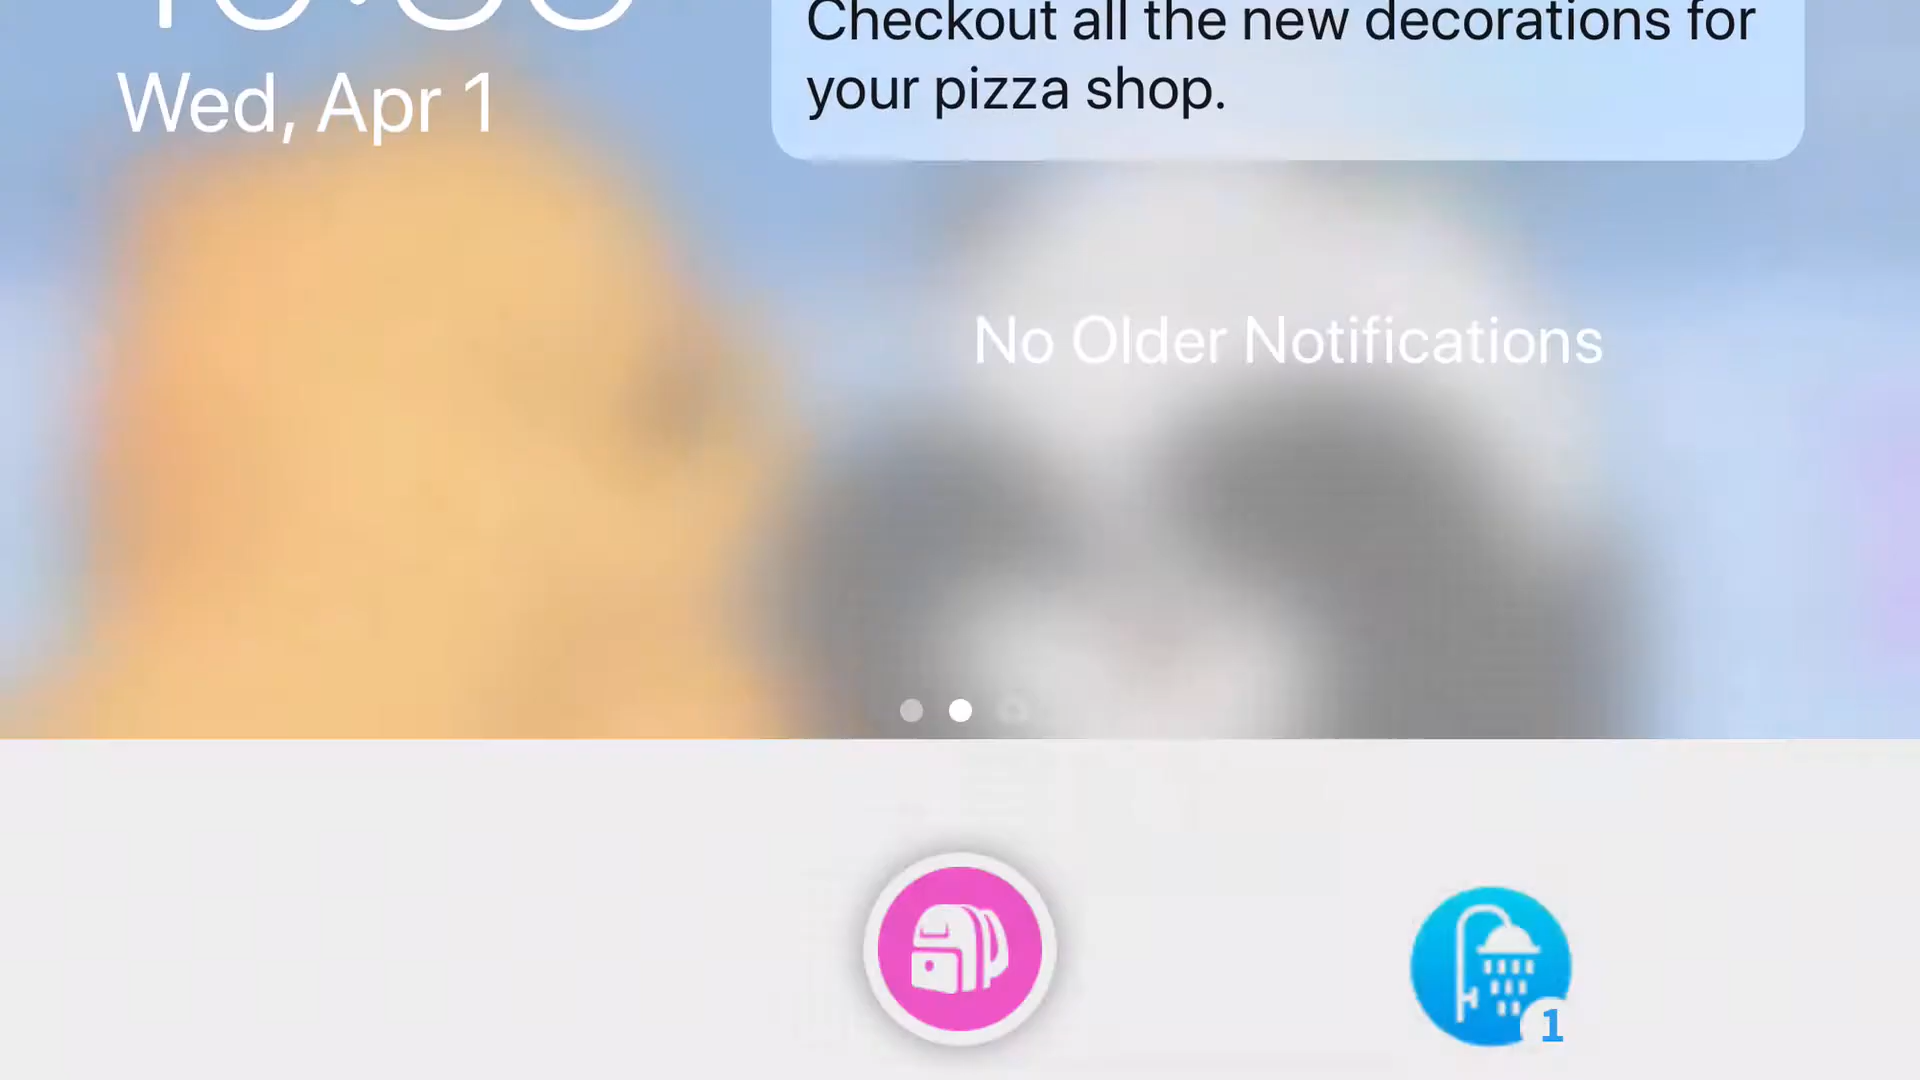 Checkout all the new decorations for
your pizza shop.
Wed, Apr 1
No Older Notifications
1